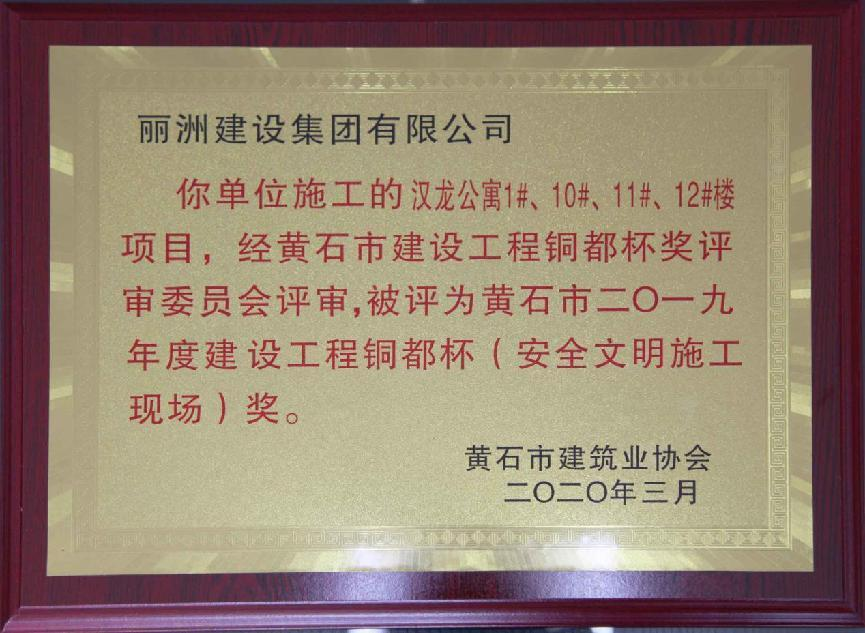 丽洲建设集团有限公司
你单位施工的汉龙公寓1#、10#、11#、12#楼
项目，经黄石市建设工程铜都杯奖评
审委员会评审,被评为黄石市二〇一九
年度建设工程铜都杯（安全文明施工
现场）奖。
黄石市建筑业协会
二〇二〇年三月